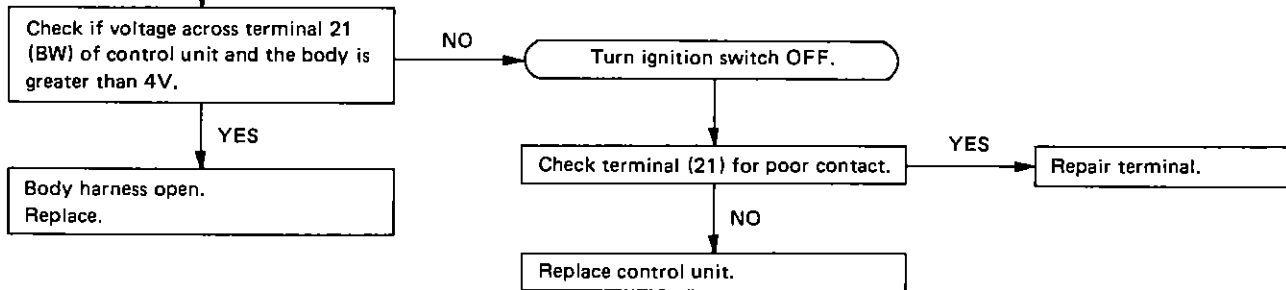 Check if voltage across terminal 21
(BW) of control unit and the body is
greater than 4V.
NO
Turn ignition switch OFF.
YES
Check terminal (21) for poor contact.
YES
Repair terminal.
Body harness open.
Replace.
NO
Replace control unit.